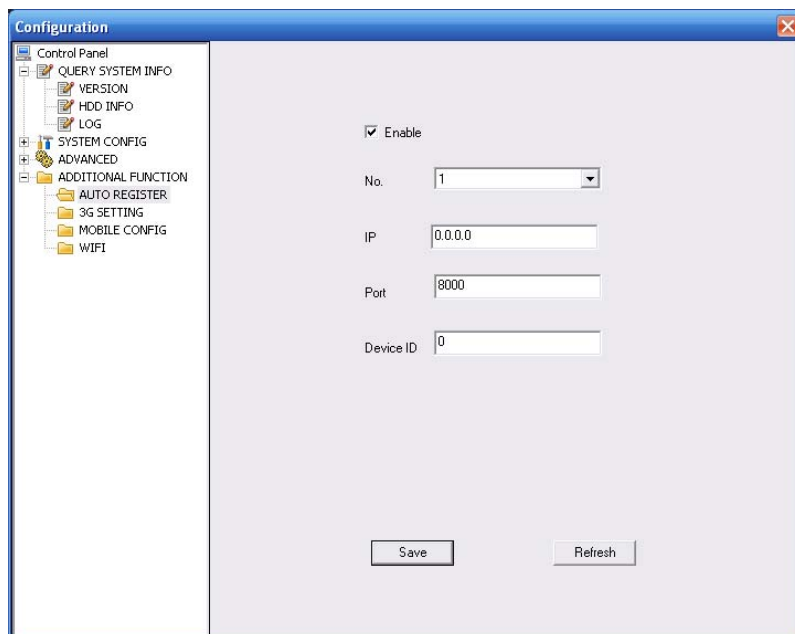 Configuration
Control Panel
QUERY SYSTEM INFO
VERSION
HDD INFO
LOG
SYSTEM CONFIG
ADVANCED
ADDITIONAL FUNCTION
AUTO REGISTER
3G SETTING
MOBILE CONFIG
WIFI
Enable
No. 1
IP 0.0.0.0
Port 8000
Device ID 0
Save Refresh